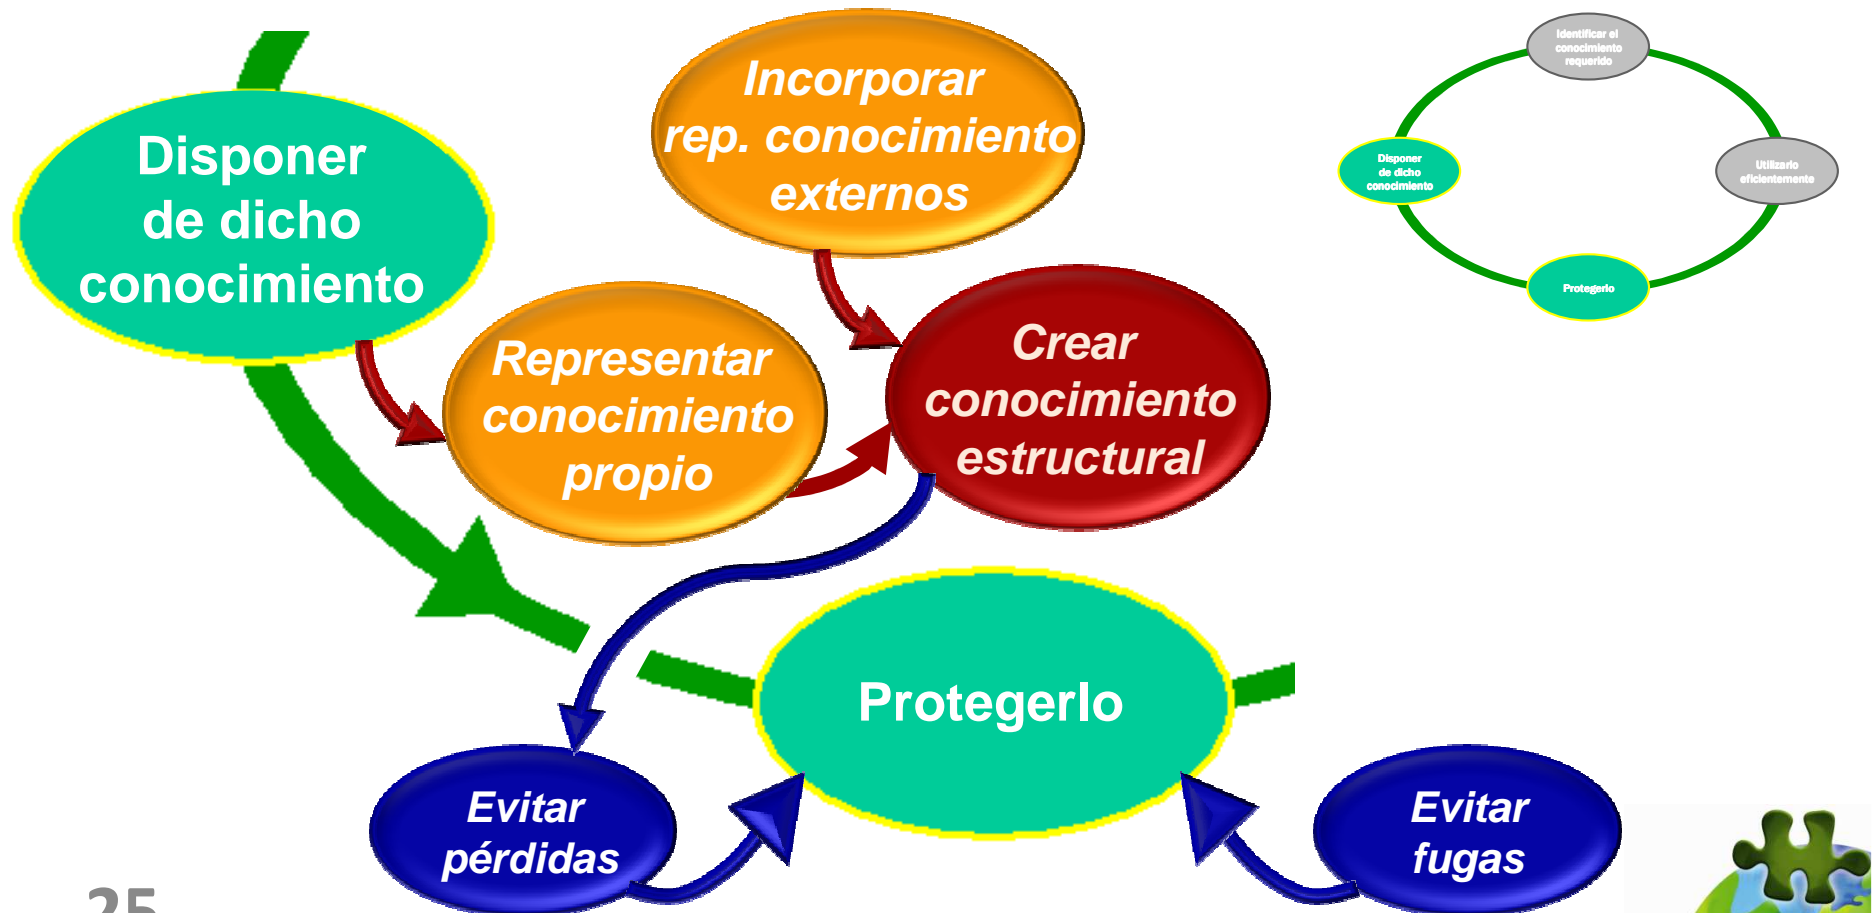 Disponer
de dicho
conocimiento
Incorporar
rep. conocimiento
externos
Representar
conocimiento
propio
Crear
conocimiento
estructural
Protegerlo
Evitar
pérdidas
Evitar
fugas
Identificar el
conocimiento
requerido
Disponer
de dicho
conocimiento
Utilizarlo
eficientemente
Protegerlo
25